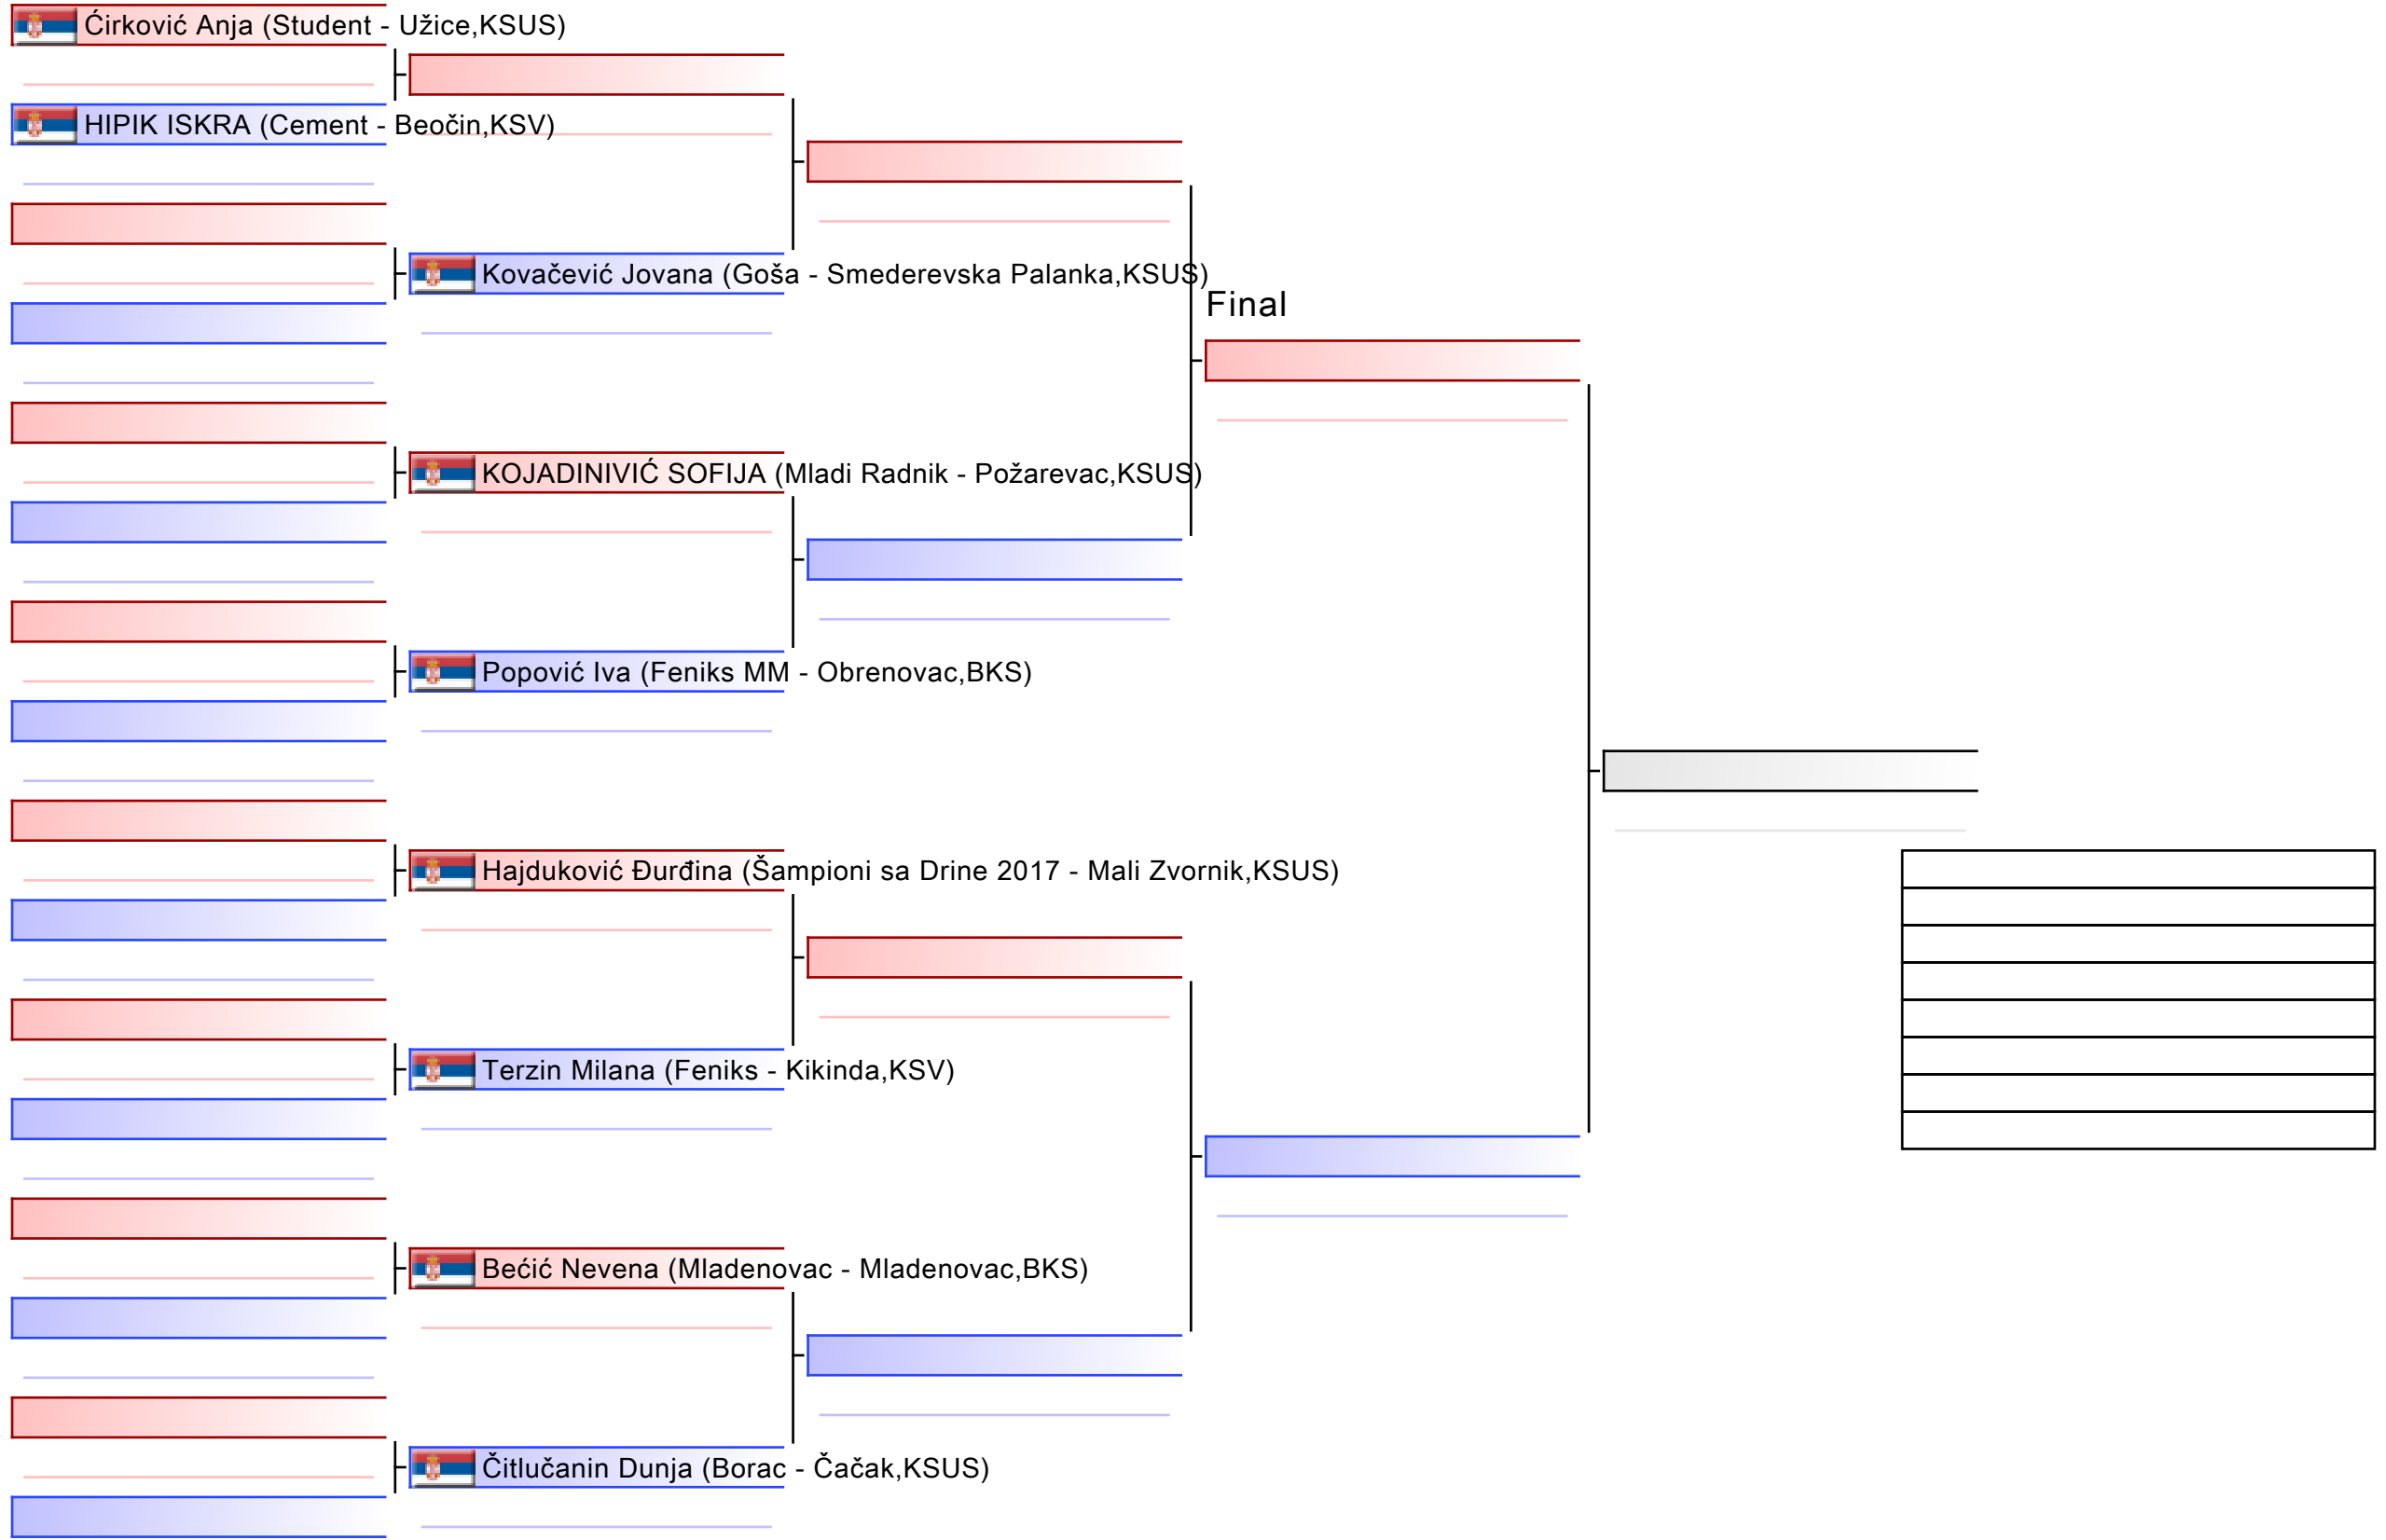 Ćirković Anja (Student - Užice,KSUS)
HIPIK ISKRA (Cement - Beočin,KSV)
Kovačević Jovana (Goša - Smederevska Palanka,KSUS)
Final
KOJADINIVIĆ SOFIJA (Mladi Radnik - Požarevac,KSUS)
Popović Iva (Feniks MM - Obrenovac,BKS)
Hajduković Đurđina (Šampioni sa Drine 2017 - Mali Zvornik,KSUS)
Terzin Milana (Feniks - Kikinda,KSV)
Bećić Nevena (Mladenovac - Mladenovac,BKS)
Čitlučanin Dunja (Borac - Čačak,KSUS)